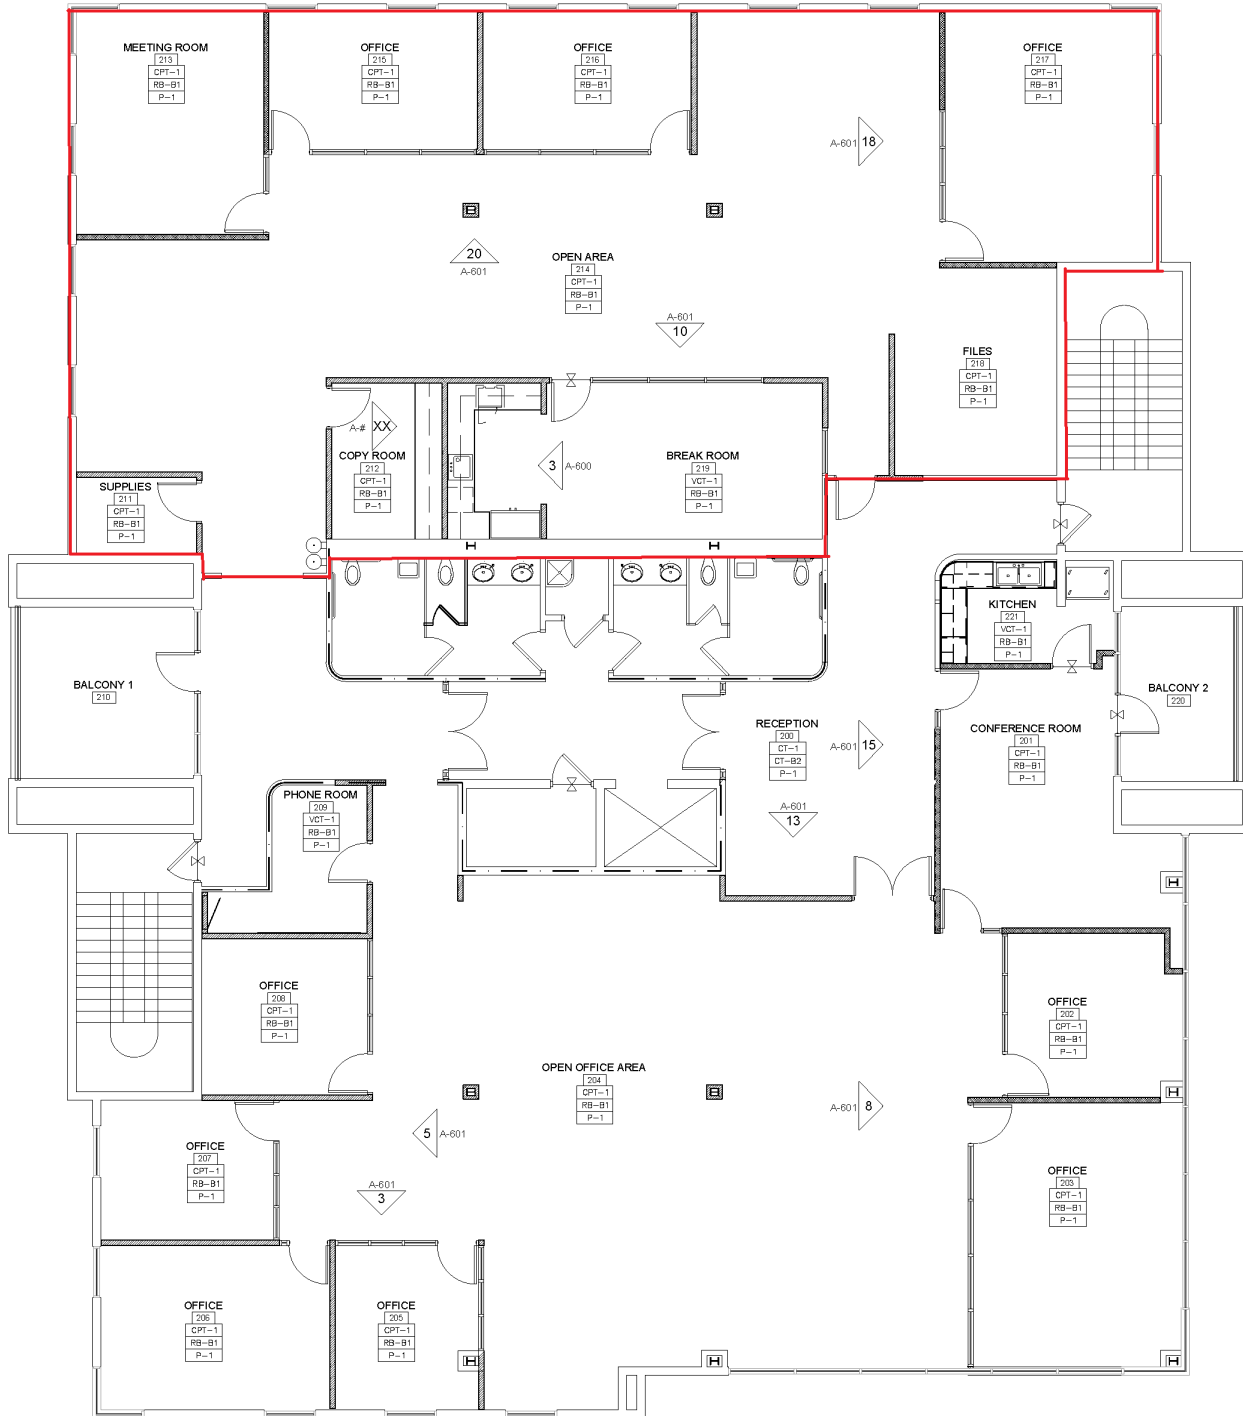 MEETING ROOM
213
CPT-1
RB-B1
P-1
OFFICE
215
CPT-1
RB-B1
P-1
OFFICE
216
CPT-1
RB-B1
P-1
OFFICE
217
CPT-1
RB-B1
P-1
A-601 18
20
A-601
OPEN AREA
214
CPT-1
RB-B1
P-1
A-601
10
FILES
218
CPT-1
RB-B1
P-1
A-# XX
COPY ROOM
212
CPT-1
RB-B1
P-1
3 A-600
BREAK ROOM
219
VCT-1
RB-B1
P-1
SUPPLIES
211
CPT-1
RB-B1
P-1
KITCHEN
221
VCT-1
RB-B1
P-1
BALCONY 1
210
BALCONY 2
220
RECEPTION
200
CT-1
CT-B2
P-1
A-601 15
CONFERENCE ROOM
201
CPT-1
RB-B1
P-1
A-601
13
PHONE ROOM
209
VCT-1
RB-B1
P-1
OFFICE
208
CPT-1
RB-B1
P-1
OFFICE
202
CPT-1
RB-B1
P-1
OPEN OFFICE AREA
204
CPT-1
RB-B1
P-1
A-601 8
5 A-601
OFFICE
207
CPT-1
RB-B1
P-1
A-601
3
OFFICE
203
CPT-1
RB-B1
P-1
OFFICE
206
CPT-1
RB-B1
P-1
OFFICE
205
CPT-1
RB-B1
P-1